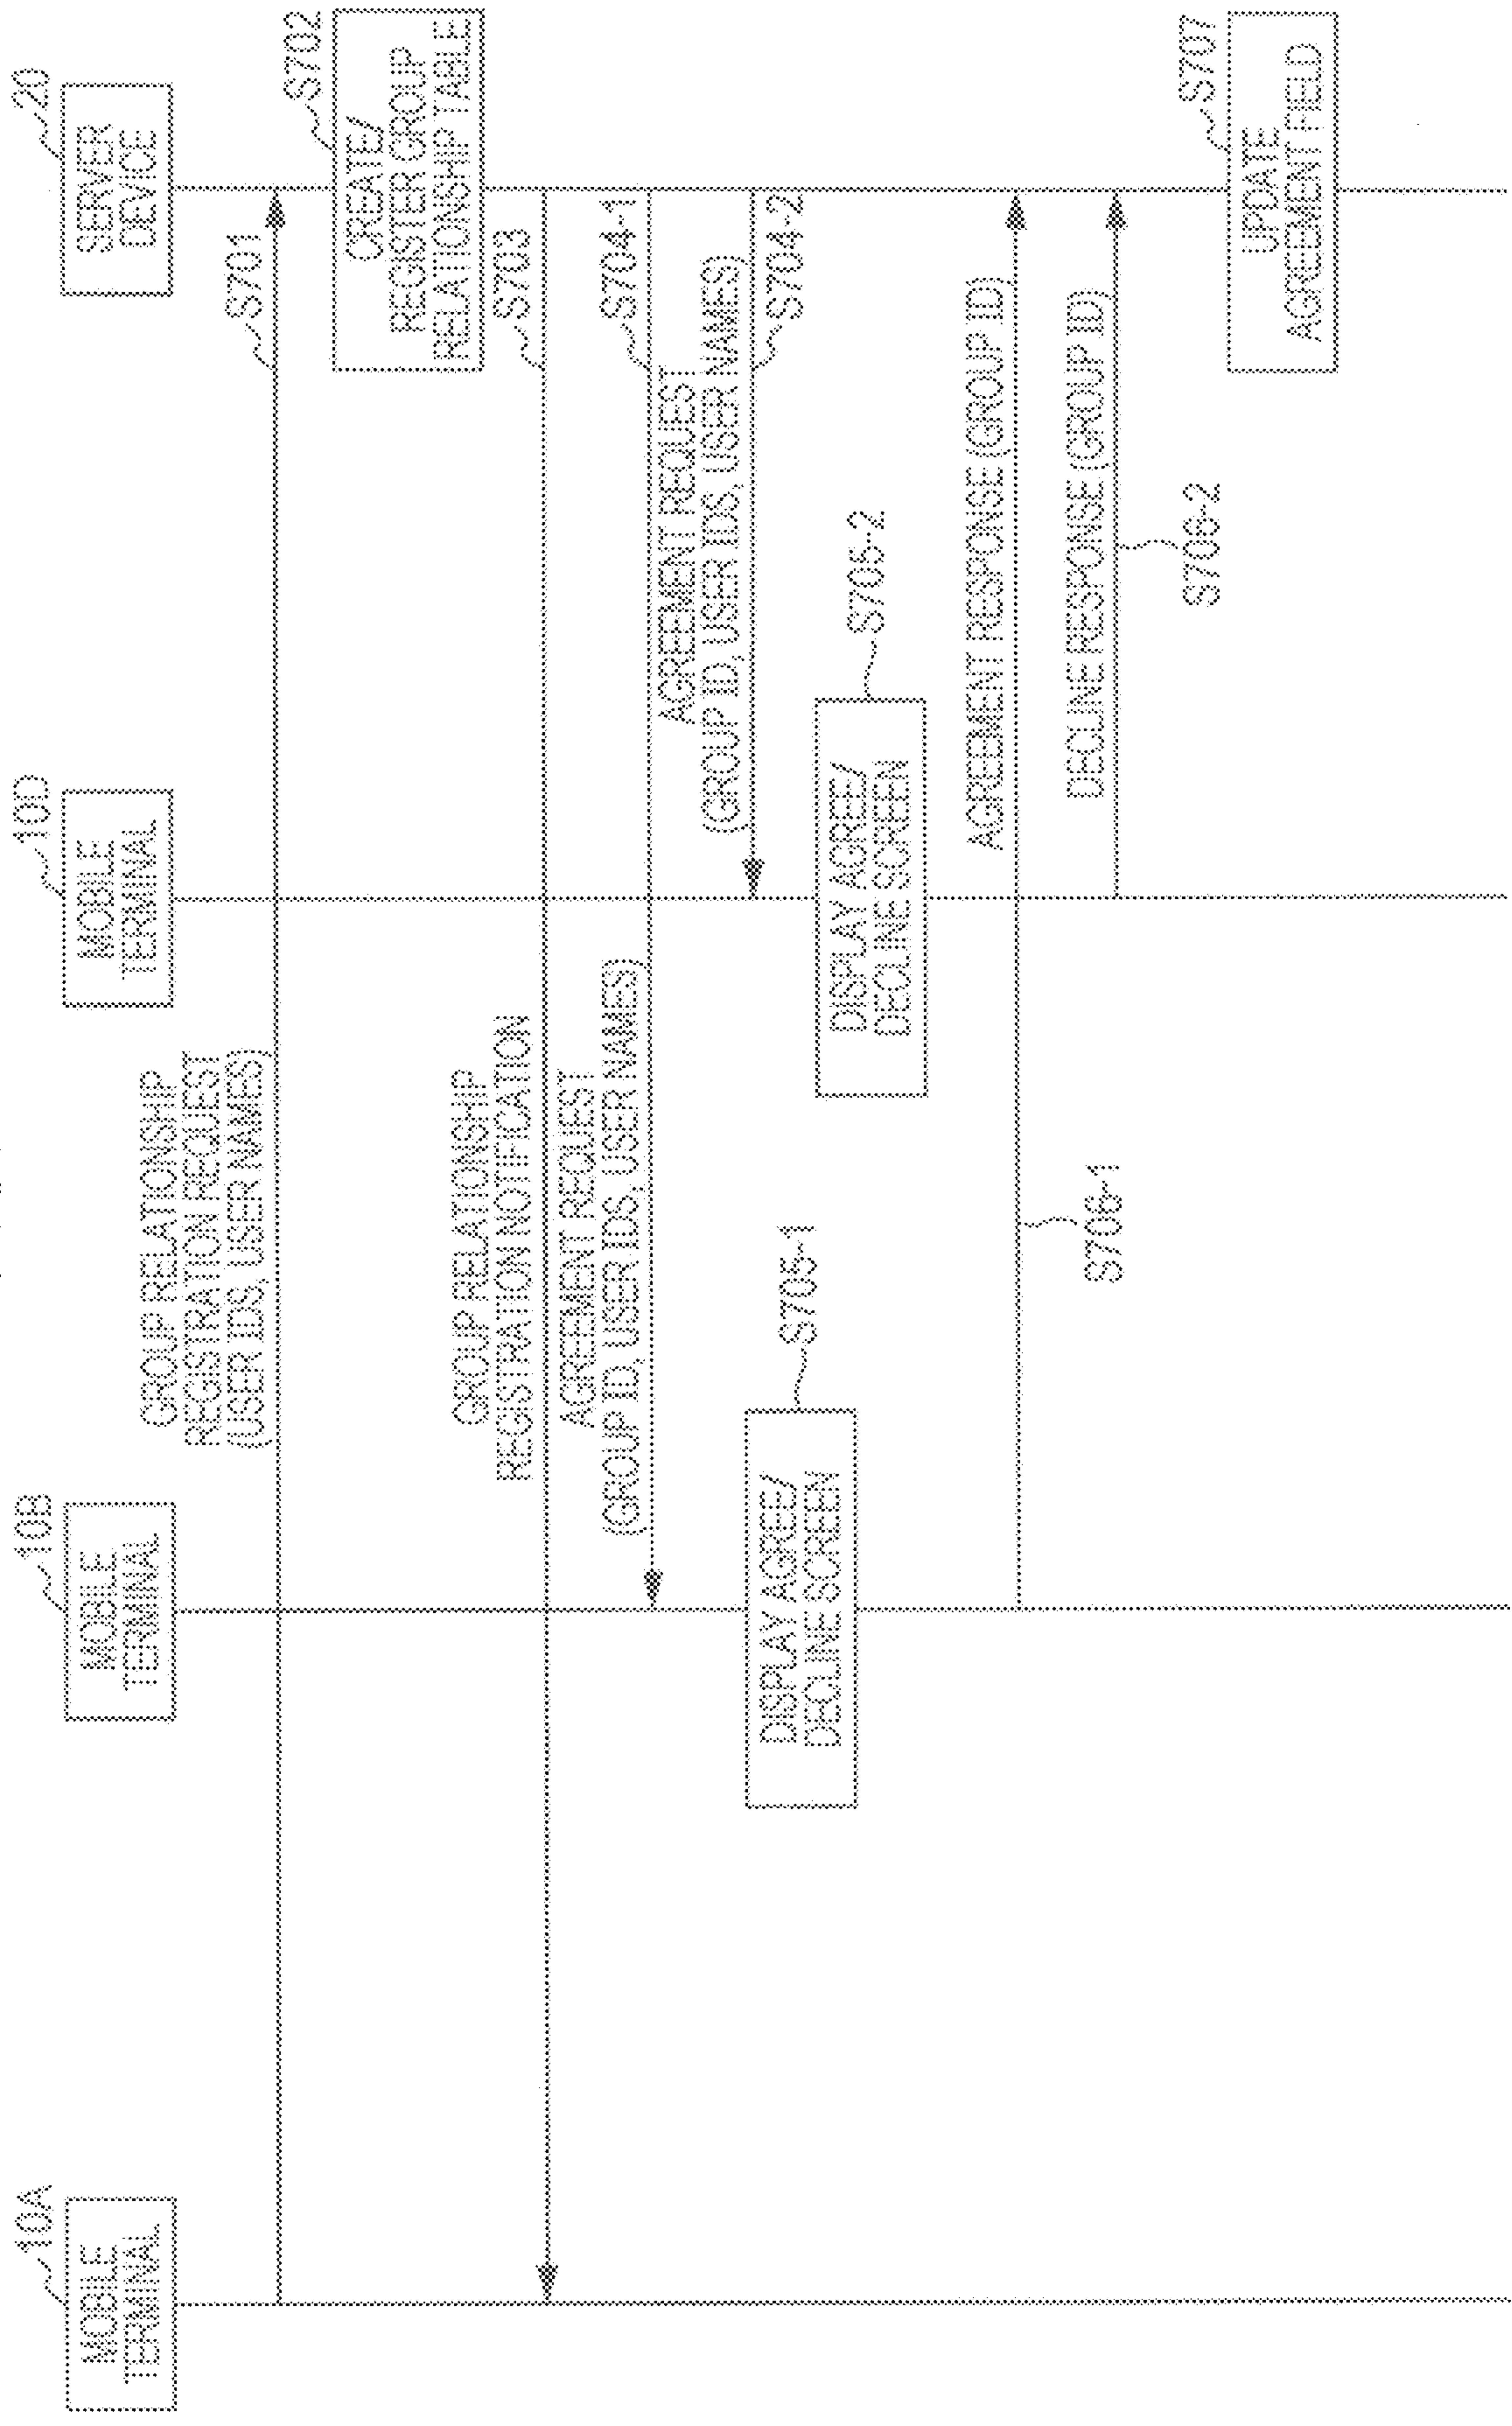 10A
MOBILE
TERMINAL
10B
MOBILE
TERMINAL
10D
MOBILE
TERMINAL
20
SERVER
DEVICE
GROUP RELATIONSHIP
REGISTRATION REQUEST
(USER IDS, USER NAMES)
S701
S702
CREATE/
REGISTER GROUP
RELATIONSHIP TABLE
GROUP RELATIONSHIP
REGISTRATION NOTIFICATION
S703
AGREEMENT REQUEST
(GROUP ID, USER IDS, USER NAMES)
S704-1
AGREEMENT REQUEST
(GROUP ID, USER IDS, USER NAMES)
S704-2
DISPLAY AGREE/
DECLINE SCREEN
S705-1
DISPLAY AGREE/
DECLINE SCREEN
S705-2
AGREEMENT RESPONSE (GROUP ID)
S706-1
DECLINE RESPONSE (GROUP ID)
S706-2
S707
UPDATE
AGREEMENT FIELD